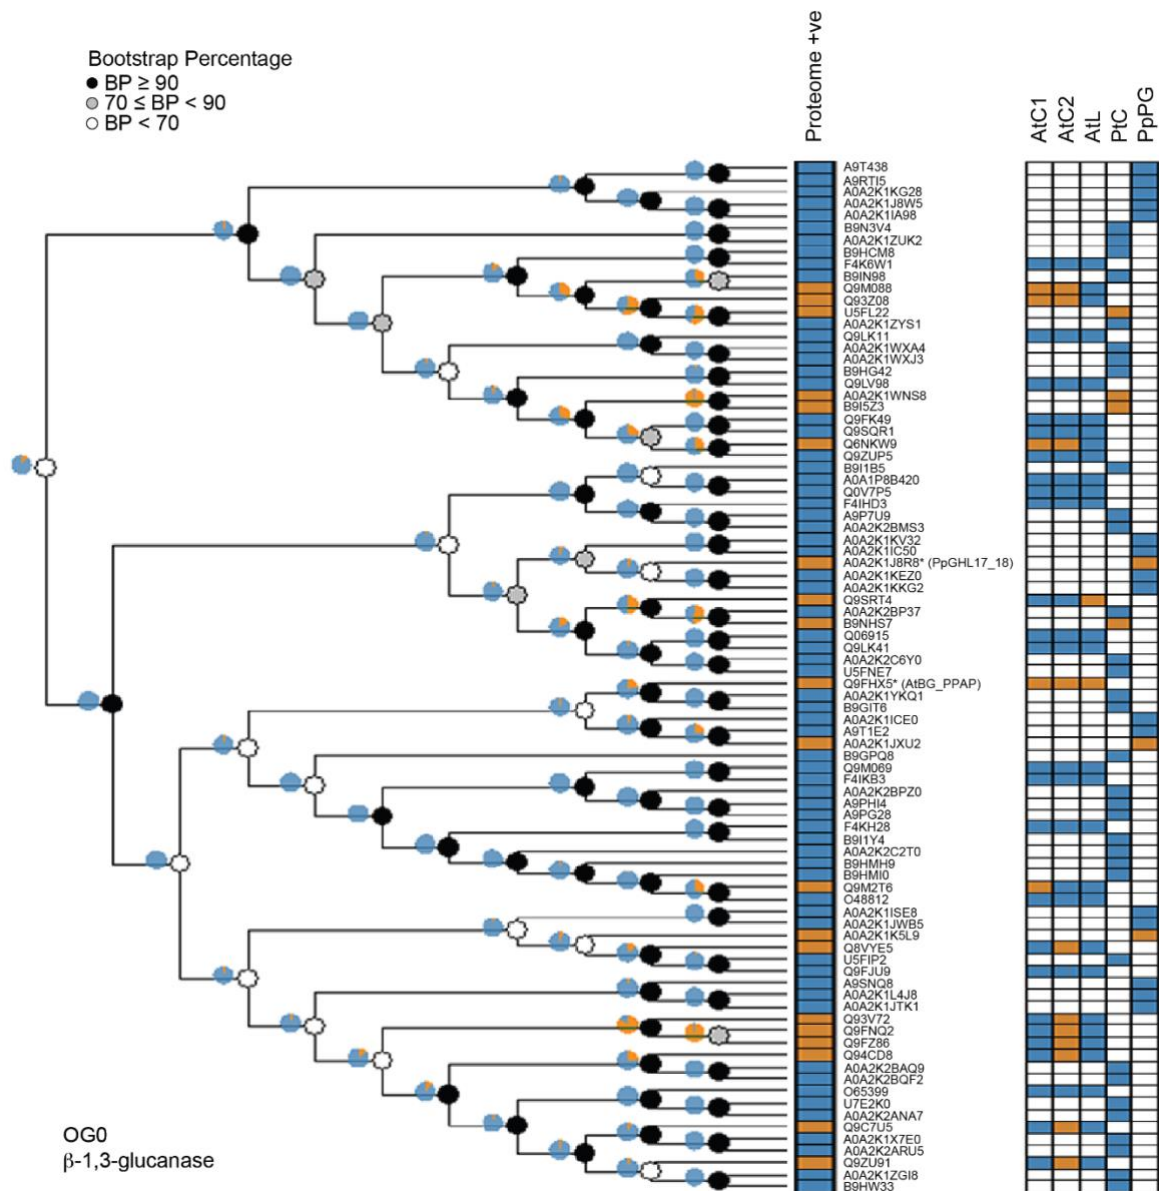 Bootstrap Percentage
BP ≥ 90
70 ≤ BP < 90
BP < 70
Proteome +ve
AtC1
AtC2
AtL
PtC
PpPG
A9T438
A9RTI5
A0A2K1KG28
A0A2K1J8W5
A0A2K1IA98
B9N3V4
A0A2K1ZUK2
B9HCM8
F4K6W1
B9IN98
Q9M088
Q93Z08
U5FL22
A0A2K1ZYS1
Q9LK11
A0A2K1WXA4
A0A2K1WXJ3
B9HG42
Q9LV98
A0A2K1WNS8
B9I5Z3
Q9FK49
Q9SQR1
Q6NKW9
Q9ZUP5
B9I1B5
A0A1P8B420
Q0V7P5
F4IHD3
A9P7U9
A0A2K2BMS3
A0A2K1KV32
A0A2K1IC50
A0A2K1J8R8* (PpGHL17_18)
A0A2K1KEZ0
A0A2K1KKG2
Q9SRT4
A0A2K2BP37
B9NHS7
Q06915
Q9LK41
A0A2K2C6Y0
U5FNE7
Q9FHX5* (AtBG_PPAP)
A0A2K1YKQ1
B9GIT6
A0A2K1ICE0
A9T1E2
A0A2K1JXU2
B9GPQ8
Q9M069
F4IKB3
A0A2K2BPZ0
A9PHI4
A9PG28
F4KH28
B9I1Y4
A0A2K2C2T0
B9HMH9
B9HMI0
Q9M2T6
O48812
A0A2K1ISE8
A0A2K1JWB5
A0A2K1K5L9
Q8VYE5
U5FIP2
Q9FJU9
A9SNQ8
A0A2K1L4J8
A0A2K1JTK1
Q93V72
Q9FNQ2
Q9FZ86
Q94CD8
A0A2K2BAQ9
A0A2K2BQF2
O65399
U7E2K0
A0A2K2ANA7
Q9C7U5
A0A2K1X7E0
A0A2K2ARU5
Q9ZU91
A0A2K1ZGI8
B9HW33
OG0
β-1,3-glucanase